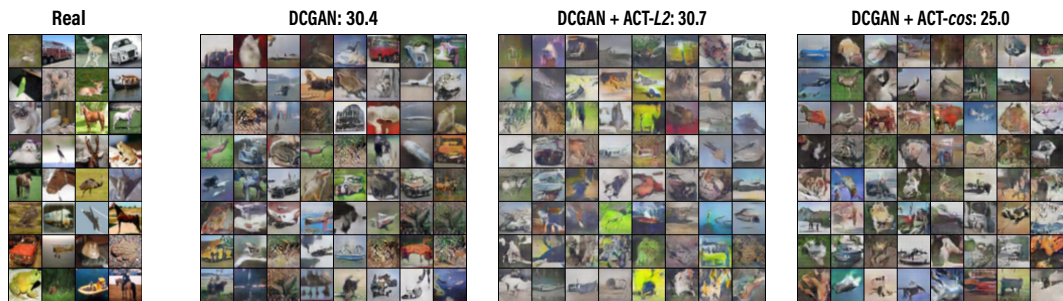 Real
DCGAN: 30.4
DCGAN + ACT-L2: 30.7
DCGAN + ACT-cos: 25.0